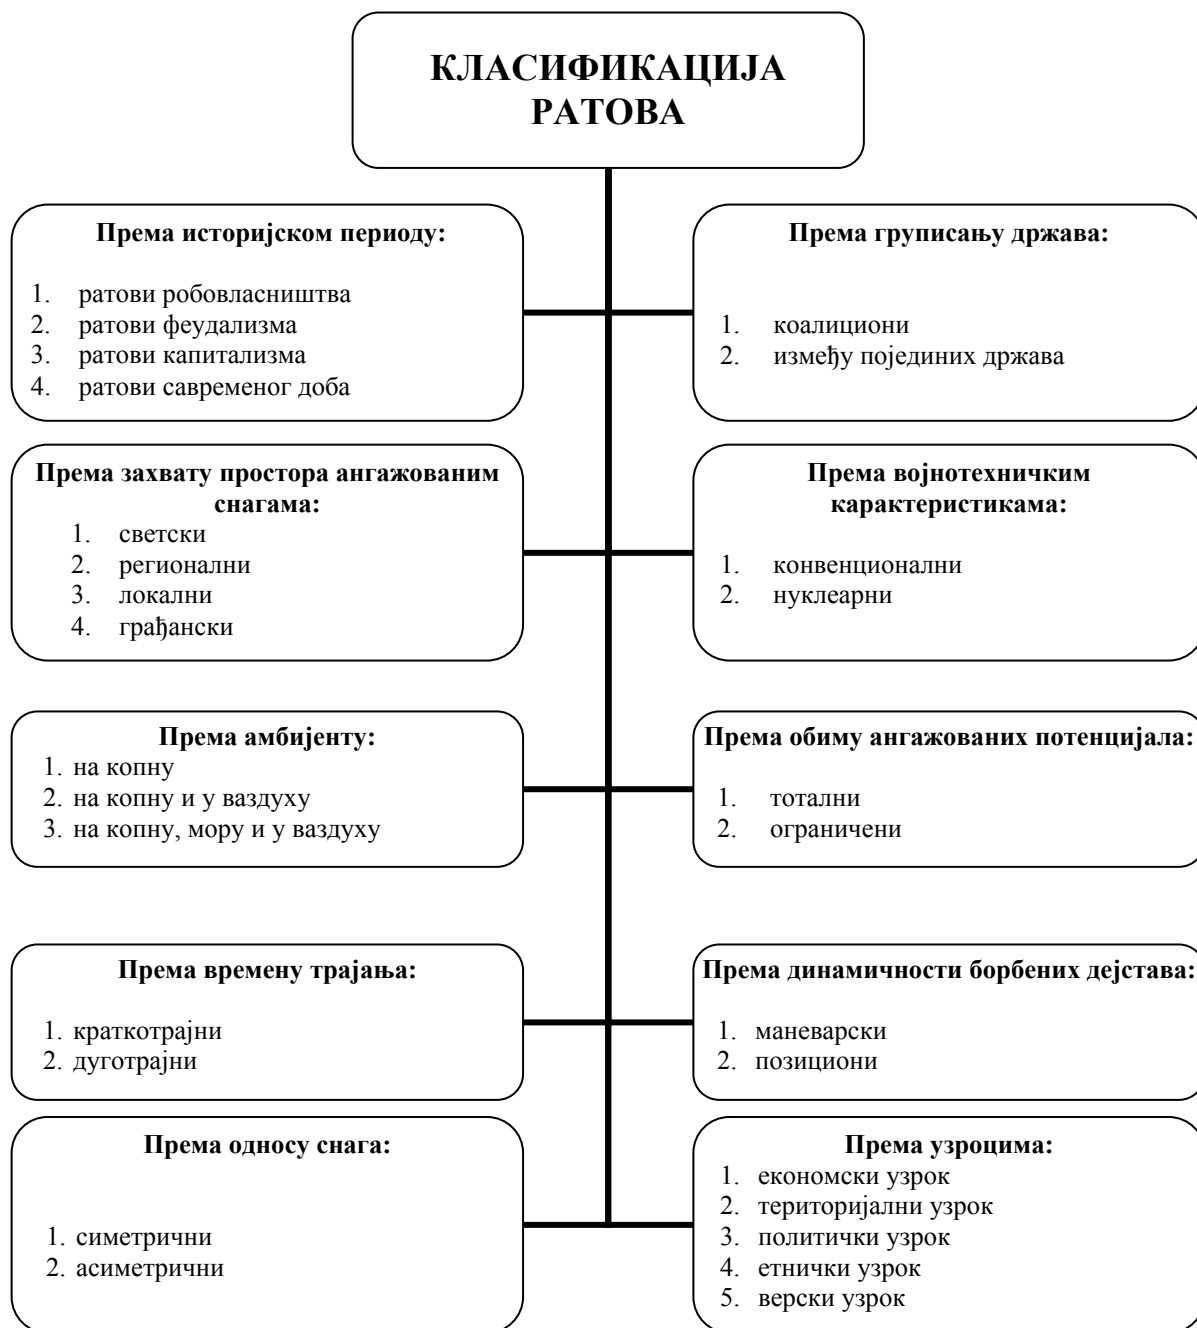 КЛАСИФИКАЦИЈА
РАТОВА
Према историјском периоду:
1. ратови робовласништва
2. ратови феудализма
3. ратови капитализма
4. ратови савременог доба
Према груписању држава:
1. коалициони
2. између појединих држава
Према захвату простора ангажованим
снагама:
1. светски
2. регионални
3. локални
4. грађански
Према војнотехничким
карактеристикама:
1. конвенционални
2. нуклеарни
Према амбијенту:
1. на копну
2. на копну и у ваздуху
3. на копну, мору и у ваздуху
Према обиму ангажованих потенцијала:
1. тотални
2. ограничени
Према времену трајања:
1. краткотрајни
2. дуготрајни
Према динамичности борбених дејстава:
1. маневарски
2. позициони
Према односу снага:
1. симетрични
2. асиметрични
Према узроцима:
1. економски узрок
2. територијални узрок
3. политички узрок
4. етнички узрок
5. верски узрок